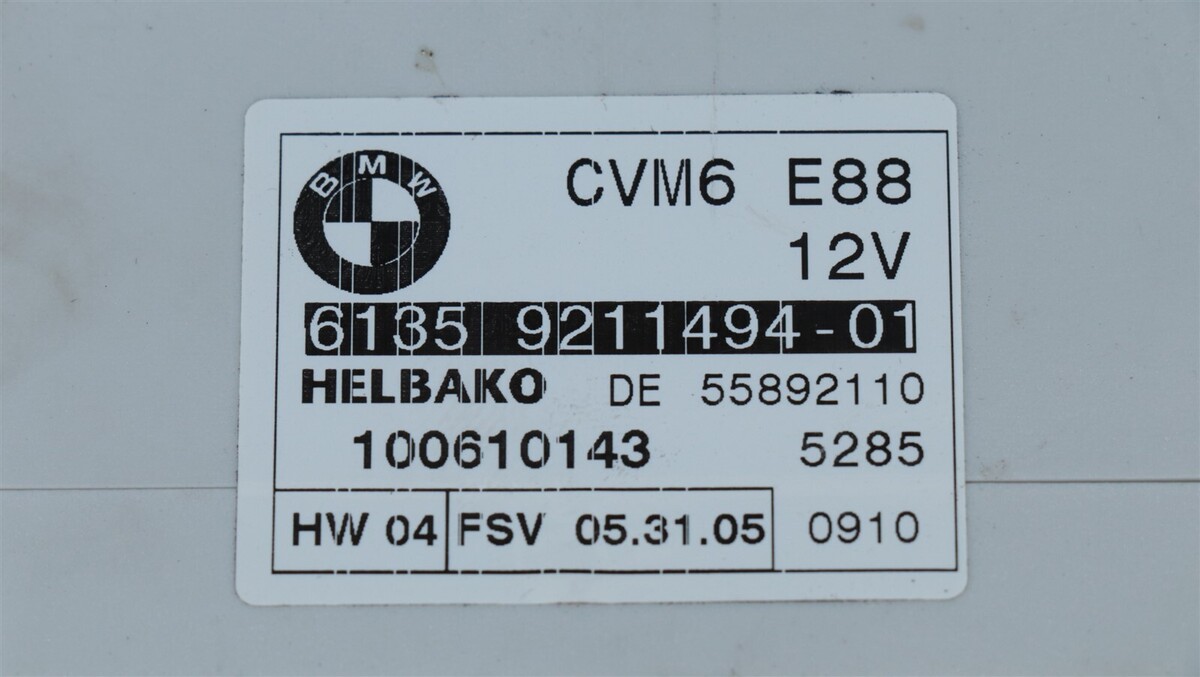 BMW
CVM6 E88
12V
6135 9211494-01
HELBAKO DE 55892110
100610143 5285
HW 04 FSV 05.31.05 0910